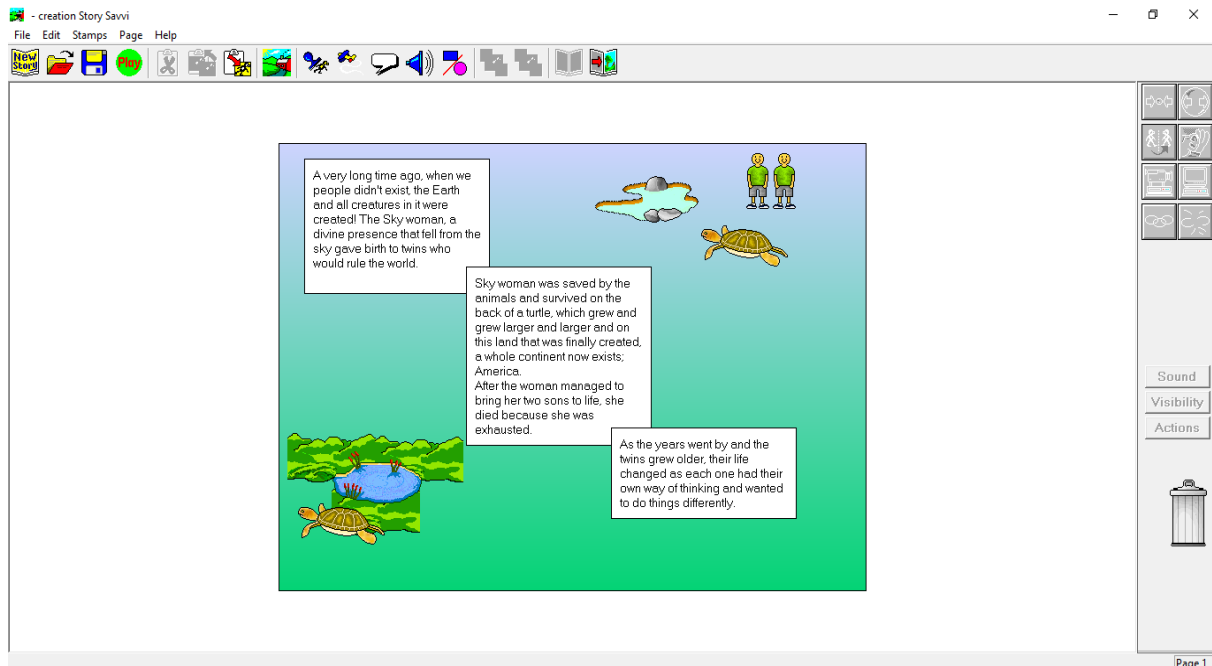 - creation Story Savvi
File Edit Stamps Page Help
New Story
Play
A very long time ago, when we
people didn't exist, the Earth
and all creatures in it were
created! The Sky woman, a
divine presence that fell from the
sky gave birth to twins who
would rule the world.
Sky woman was saved by the
animals and survived on the
back of a turtle, which grew and
grew larger and larger and on
this land that was finally created,
a whole continent now exists;
America.
After the woman managed to
bring her two sons to life, she
died because she was
exhausted.
As the years went by and the
twins grew older, their life
changed as each one had their
own way of thinking and wanted
to do things differently.
Sound
Visibility
Actions
Page 1